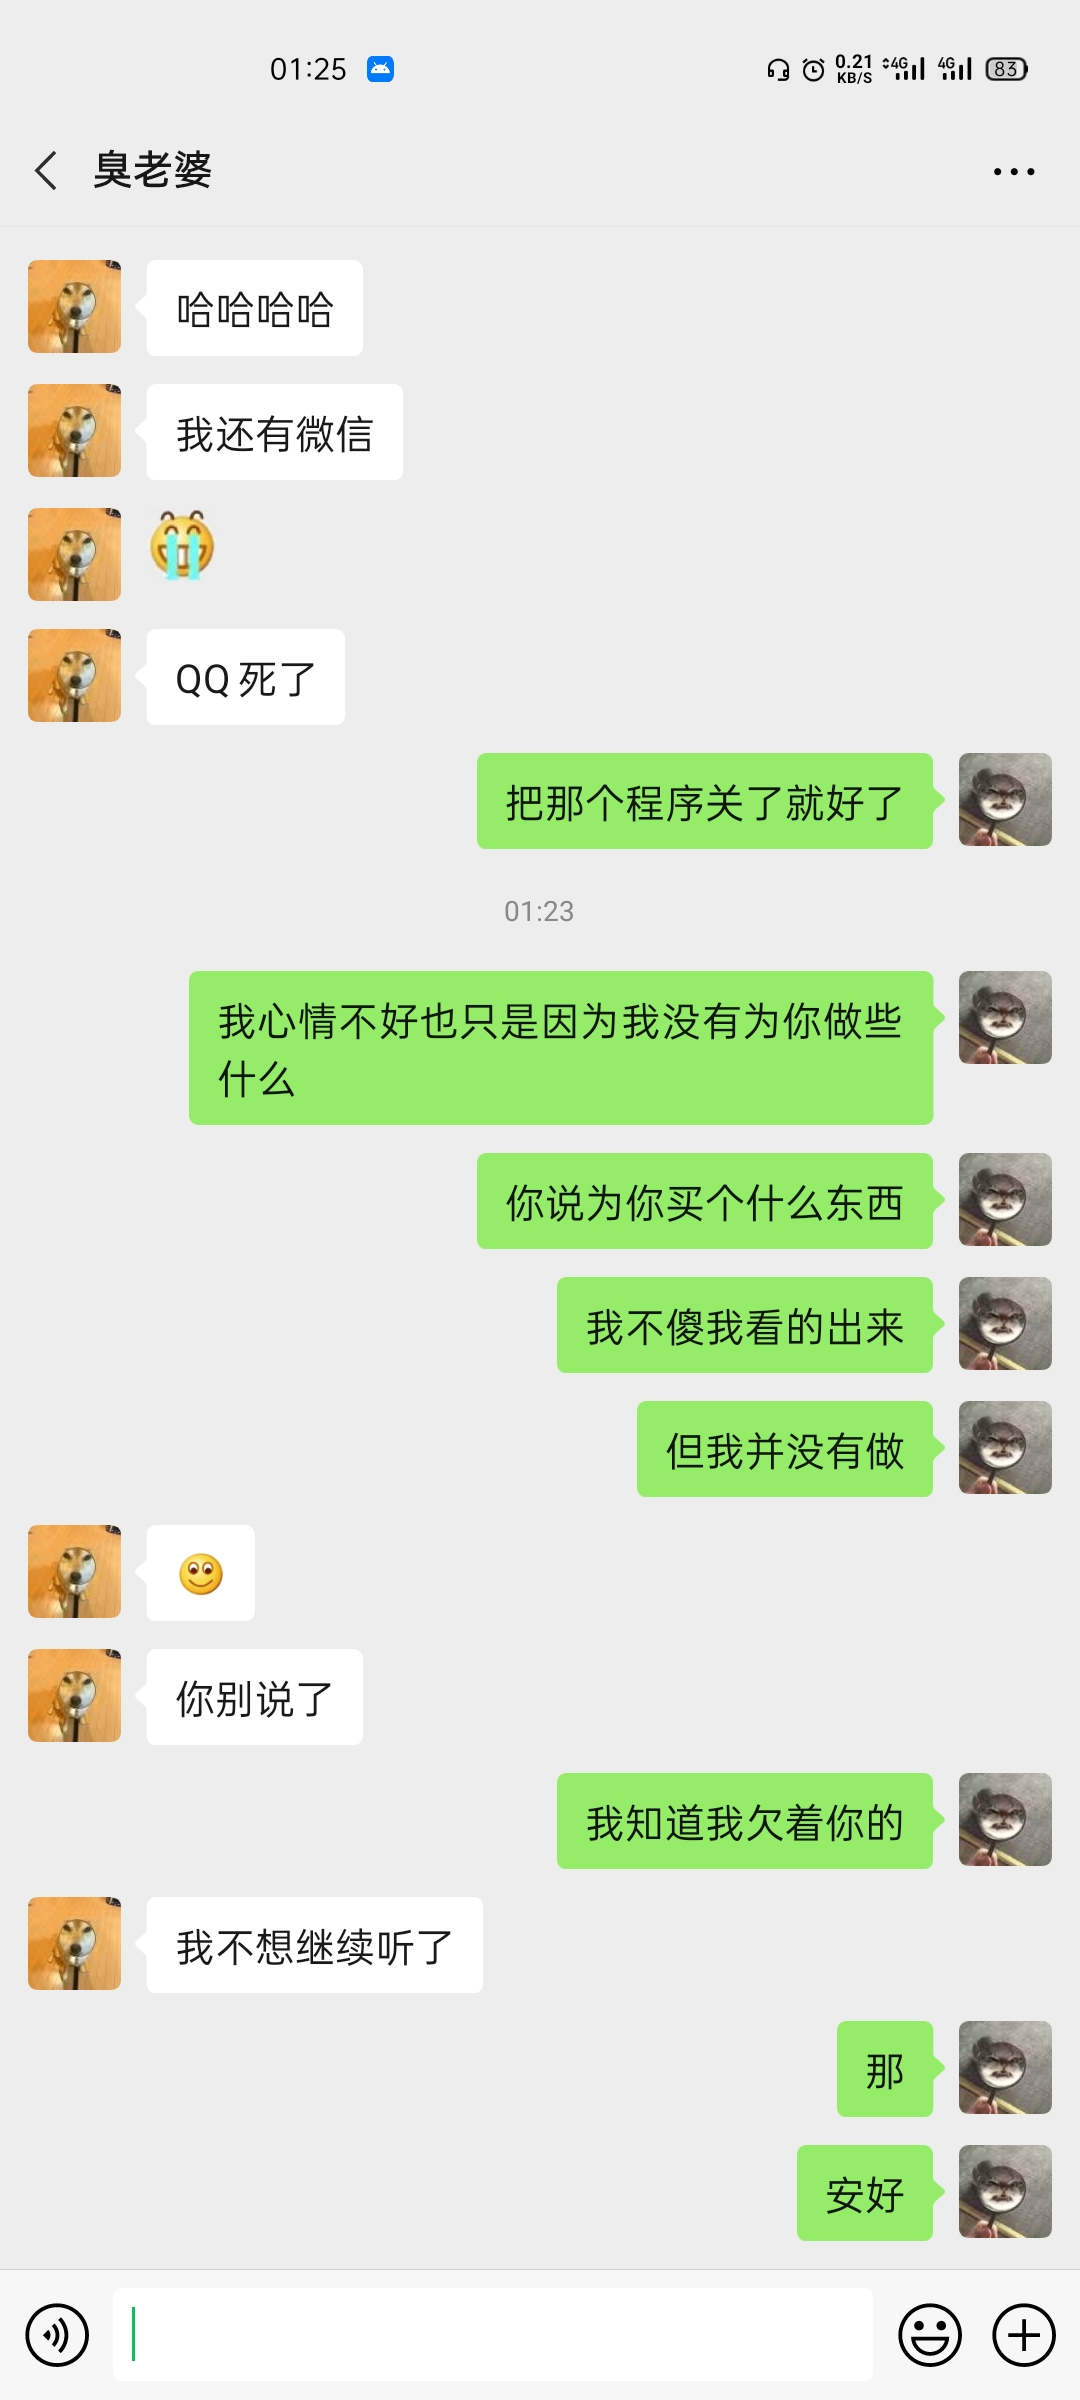 01:25
0.21
KB/S
4G
4G
83
臭老婆
哈哈哈哈
我还有微信
QQ死了
把那个程序关了就好了
01:23
我心情不好也只是因为我没有为你做些
什么
你说为你买个什么东西
我不傻我看的出来
但我并没有做
你别说了
我知道我欠着你的
我不想继续听了
那
安好